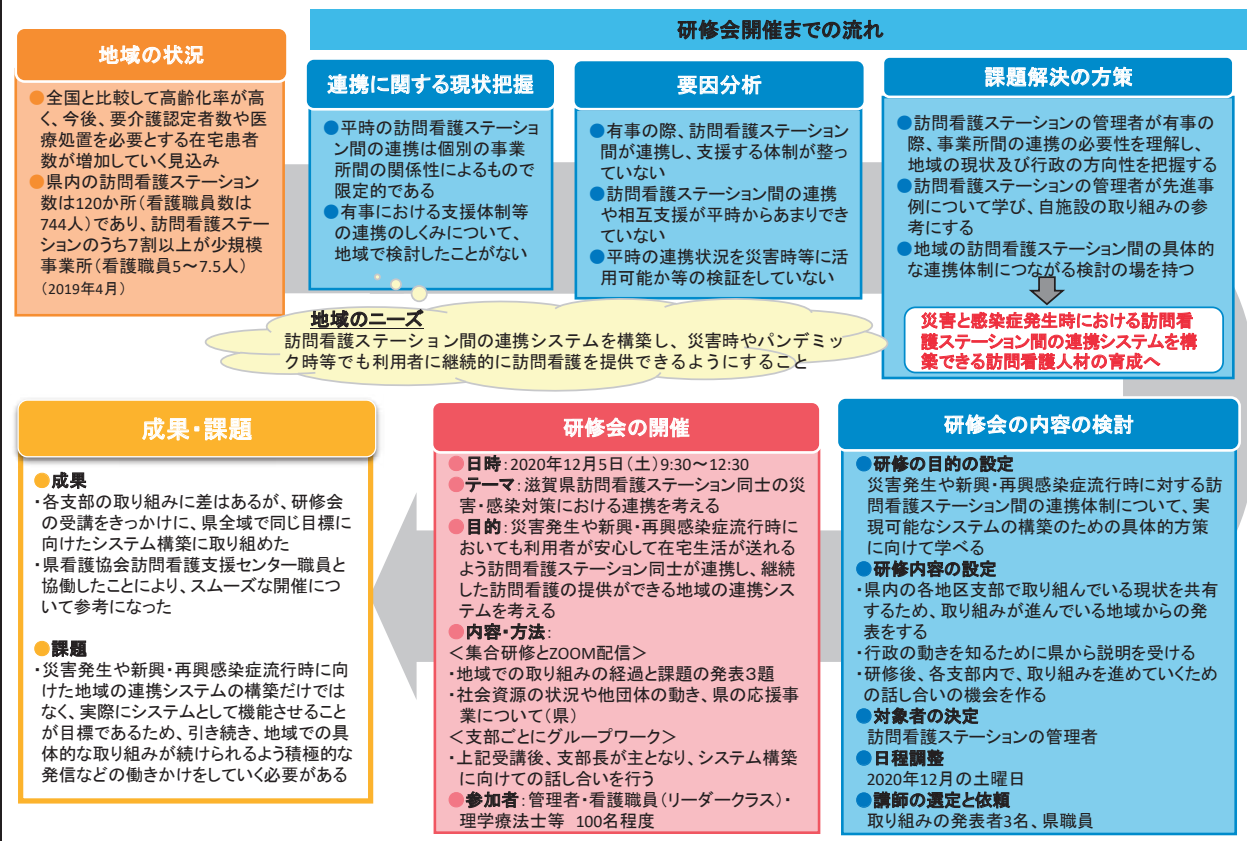 研修会開催までの流れ
地域の状況
●全国と比較して高齢化率が高
く、今後、要介護認定者数や医
療処置を必要とする在宅患者
数が増加していく見込み
●県内の訪問看護ステーション
数は120か所（看護職員数は
744人）であり、訪問看護ステー
ションのうち7割以上が少規模
事業所（看護職員5～7.5人）
（2019年4月）
連携に関する現状把握
●平時の訪問看護ステーショ
ン間の連携は個別の事業
所間の関係性によるもので
限定的である
●有事における支援体制等
の連携のしくみについて、
地域で検討したことがない
要因分析
●有事の際、訪問看護ステーション
間が連携し、支援する体制が整っ
ていない
●訪問看護ステーション間の連携
や相互支援が平時からあまりでき
ていない
●平時の連携状況を災害時等に活
用可能か等の検証をしていない
課題解決の方策
●訪問看護ステーションの管理者が有事の
際、事業所間の連携の必要性を理解し、
地域の現状及び行政の方向性を把握する
●訪問看護ステーションの管理者が先進事
例について学び、自施設の取り組みの参
考にする
●地域の訪問看護ステーション間の具体的
な連携体制につながる検討の場を持つ
災害と感染症発生時における訪問看
護ステーション間の連携システムを構
築できる訪問看護人材の育成へ
地域のニーズ
訪問看護ステーション間の連携システムを構築し、災害時やパンデミッ
ク時等でも利用者に継続的に訪問看護を提供できるようにすること
研修会の内容の検討
●研修の目的の設定
災害発生や新興・再興感染症流行時に対する訪
問看護ステーション間の連携体制について、実
現可能なシステムの構築のための具体的方策
に向けて学べる
●研修内容の設定
・県内の各地区支部で取り組んでいる現状を共有
するため、取り組みが進んでいる地域からの発
表をする
・行政の動きを知るために県から説明を受ける
・研修後、各支部内で、取り組みを進めていくため
の話し合いの機会を作る
●対象者の決定
訪問看護ステーションの管理者
●日程調整
2020年12月の土曜日
●講師の選定と依頼
取り組みの発表者3名、県職員
研修会の開催
●日時：2020年12月5日（土）9:30～12:30
●テーマ：滋賀県訪問看護ステーション同士の災
害・感染対策における連携を考える
●目的：災害発生や新興・再興感染症流行時に
おいても利用者が安心して在宅生活が送れる
よう訪問看護ステーション同士が連携し、継続
した訪問看護の提供ができる地域の連携シス
テムを考える
●内容・方法：
＜集合研修とZOOM配信＞
・地域での取り組みの経過と課題の発表３題
・社会資源の状況や他団体の動き、県の応援事
業について（県）
＜支部ごとにグループワーク＞
・上記受講後、支部長が主となり、システム構築
に向けての話し合いを行う
●参加者：管理者・看護職員（リーダークラス）・
理学療法士等 100名程度
成果・課題
●成果
・各支部の取り組みに差はあるが、研修会
の受講をきっかけに、県全域で同じ目標に
向けたシステム構築に取り組めた
・県看護協会訪問看護支援センター職員と
協働したことにより、スムーズな開催につ
いて参考になった
●課題
・災害発生や新興・再興感染症流行時に向
けた地域の連携システムの構築だけでは
なく、実際にシステムとして機能させること
が目標であるため、引き続き、地域での具
体的な取り組みが続けられるよう積極的な
発信などの働きかけをしていく必要がある